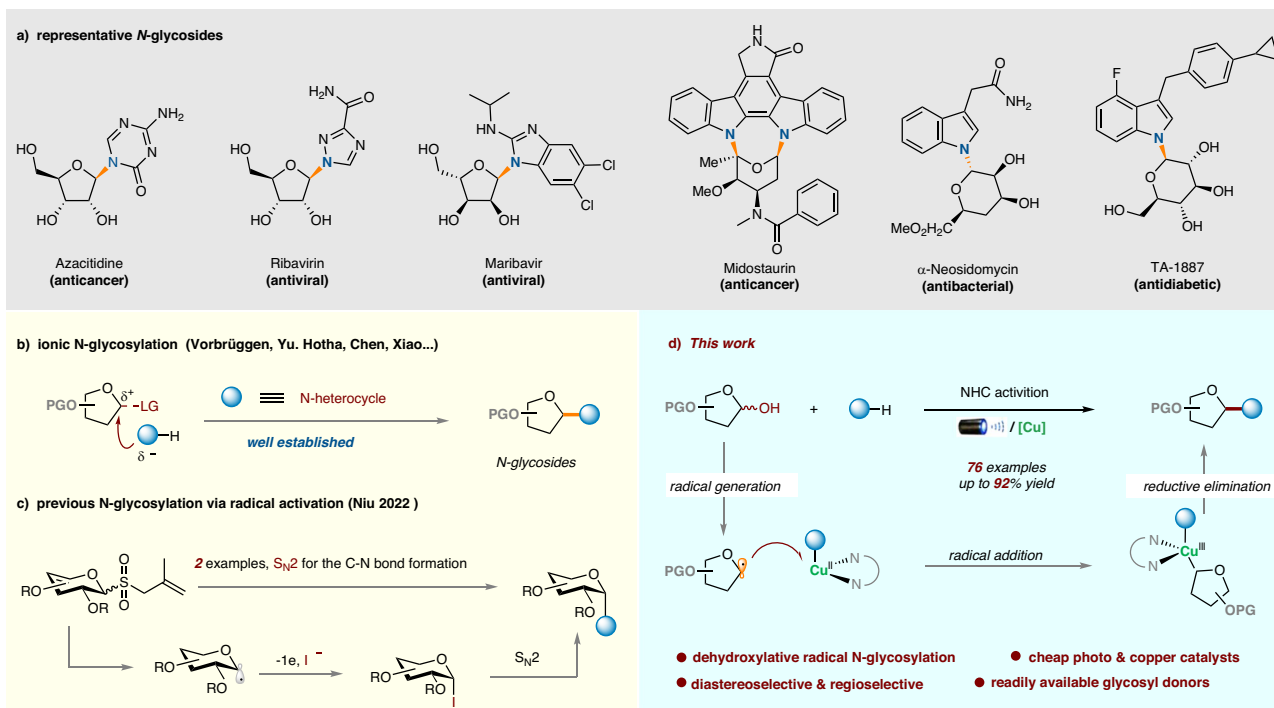 a) representative N-glycosides
HO
O
N
N
N
NH2
O
OH
HO
Azacitidine
(anticancer)
H2N
O
N
N
N
HO
O
HO
OH
Ribavirin
(antiviral)
HN
N
N
HO
O
HO
OH
Cl
Cl
Maribavir
(antiviral)
H
N
O
N
N
Me
O
MeO
N
O
Midostaurin
(anticancer)
O
NH2
N
OH
O
OH
MeO2H2C
α-Neosidomycin
(antibacterial)
F
N
OH
O
OH
HO
OH
TA-1887
(antidiabetic)
b) ionic N-glycosylation (Vorbrüggen, Yu. Hotha, Chen, Xiao...)
PGO
O
δ+
-LG
H
δ −
N-heterocycle
well established
PGO
O
N-glycosides
c) previous N-glycosylation via radical activation (Niu 2022 )
RO
O
OR
O
S
O
2 examples, SN2 for the C-N bond formation
RO
O
RO
RO
O
RO
-1e, I −
RO
O
RO
I
SN2
d) This work
PGO
O
OH
+
H
NHC activation
/ [Cu]
76 examples
up to 92% yield
PGO
O
radical generation
reductive elimination
PGO
O
CuII
N
N
radical addition
N
N
CuIII
O
OPG
dehydroxylative radical N-glycosylation
cheap photo & copper catalysts
diastereoselective & regioselective
readily available glycosyl donors